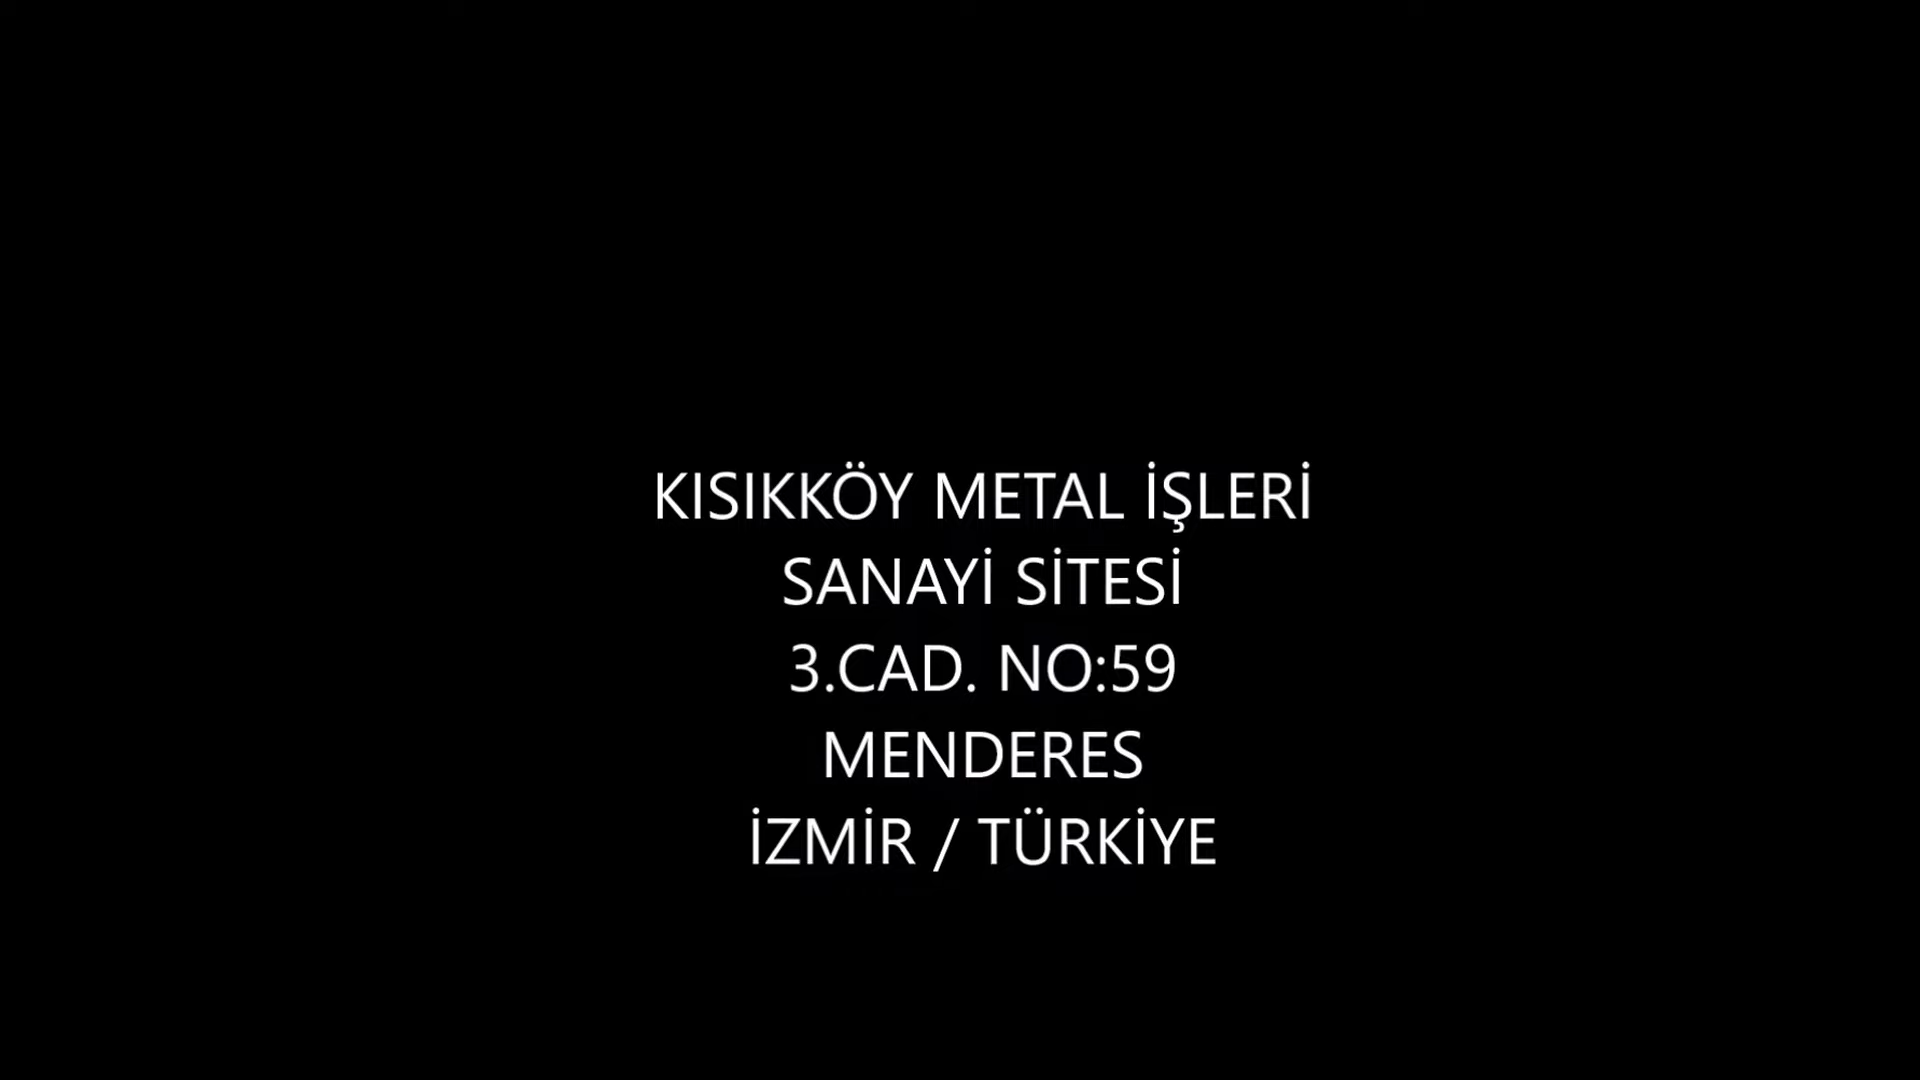 KISIKKÖY METAL İŞLERİ
SANAYİ SİTESİ
3.CAD. NO:59
MENDERES
İZMİR / TÜRKİYE